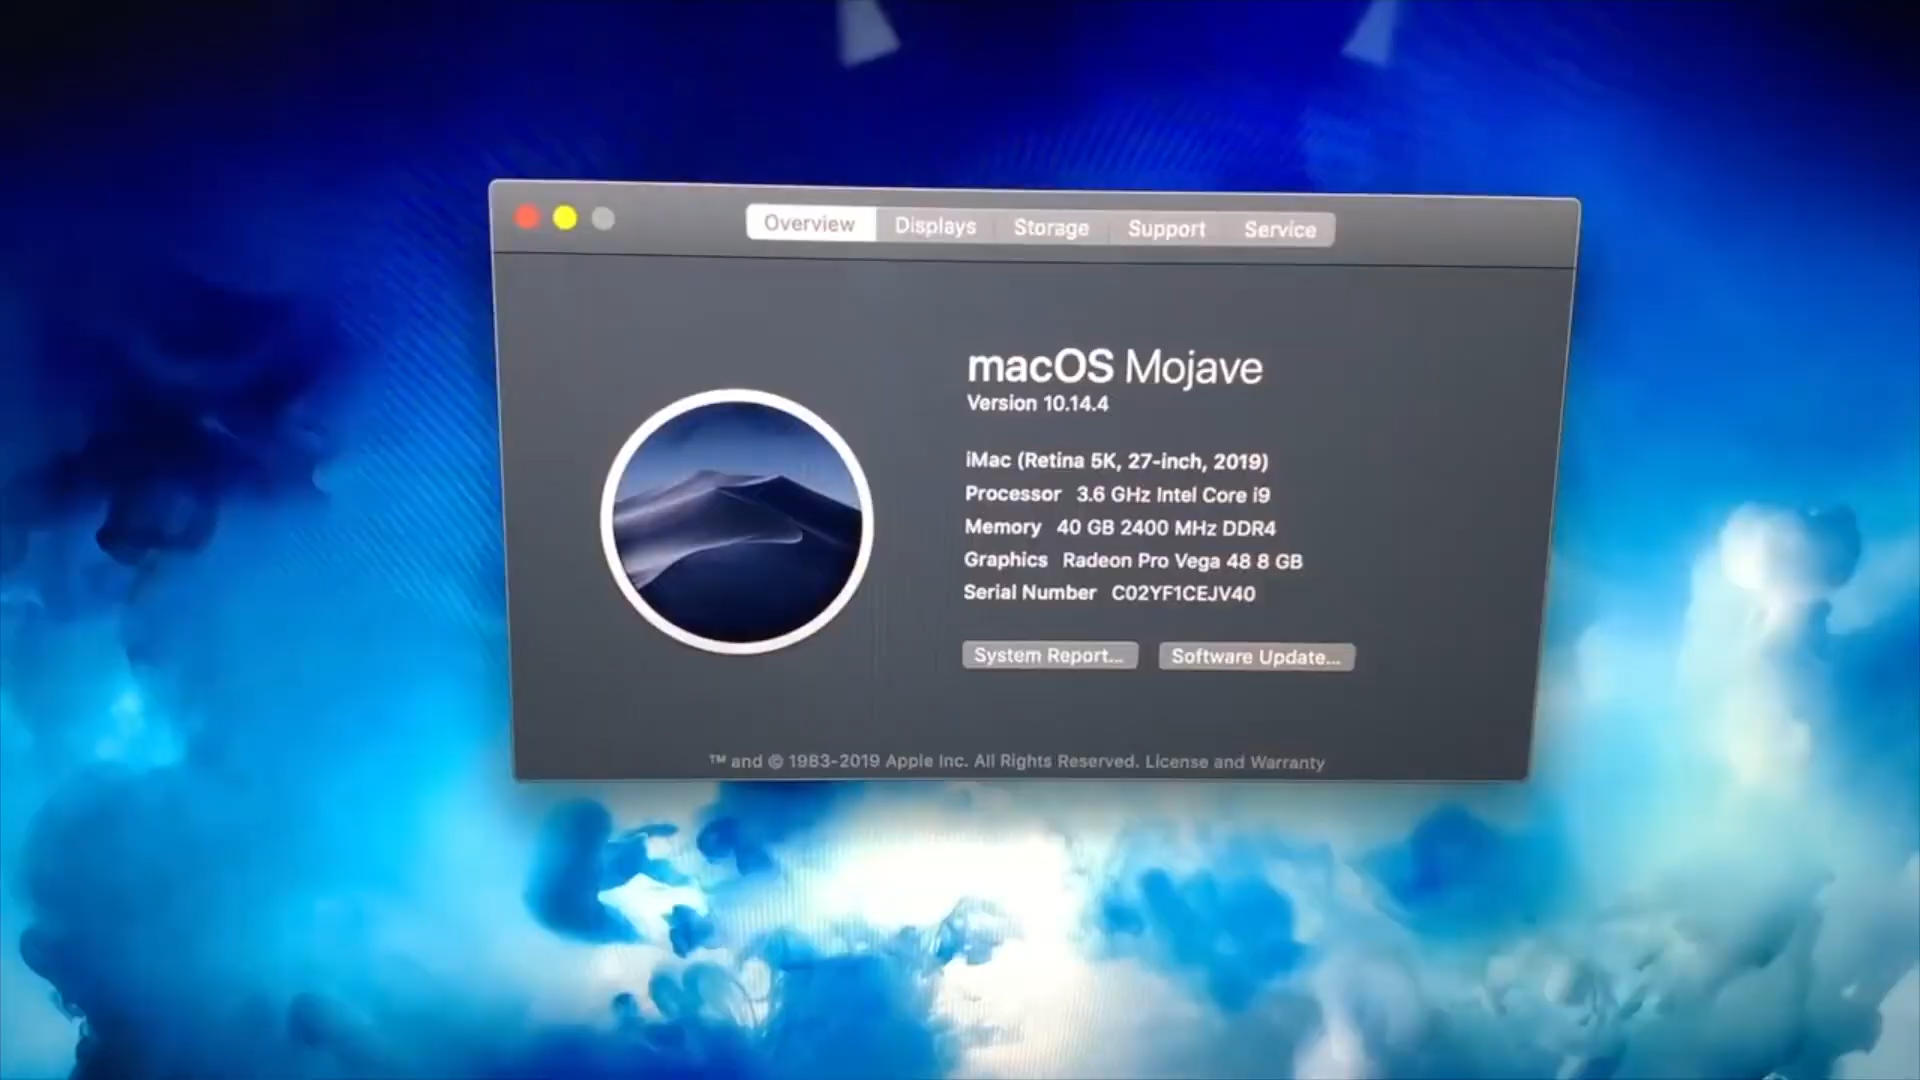 Overview Displays Storage Support Service
macOS Mojave
Version 10.14.4
iMac (Retina 5K, 27-inch, 2019)
Processor 3.6 GHz Intel Core i9
Memory 40 GB 2400 MHz DDR4
Graphics Radeon Pro Vega 48 8 GB
Serial Number C02YF1CEJV40
System Report... Software Update...
™ and © 1983-2019 Apple Inc. All Rights Reserved. License and Warranty